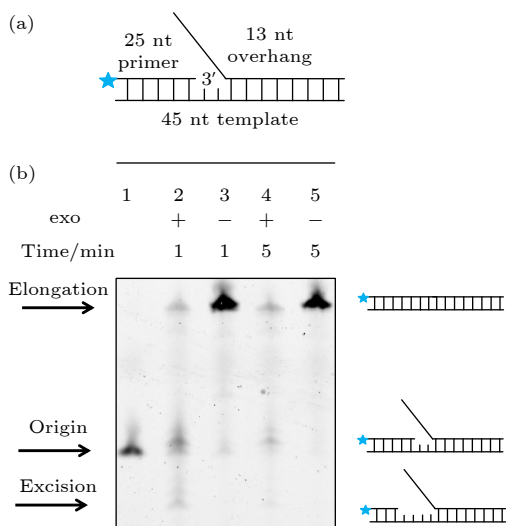 (a)
25 nt
primer
13 nt
overhang
3′
45 nt template
(b)
1 2 3 4 5
exo + − + −
Time/min 1 1 5 5
Elongation
Origin
Excision